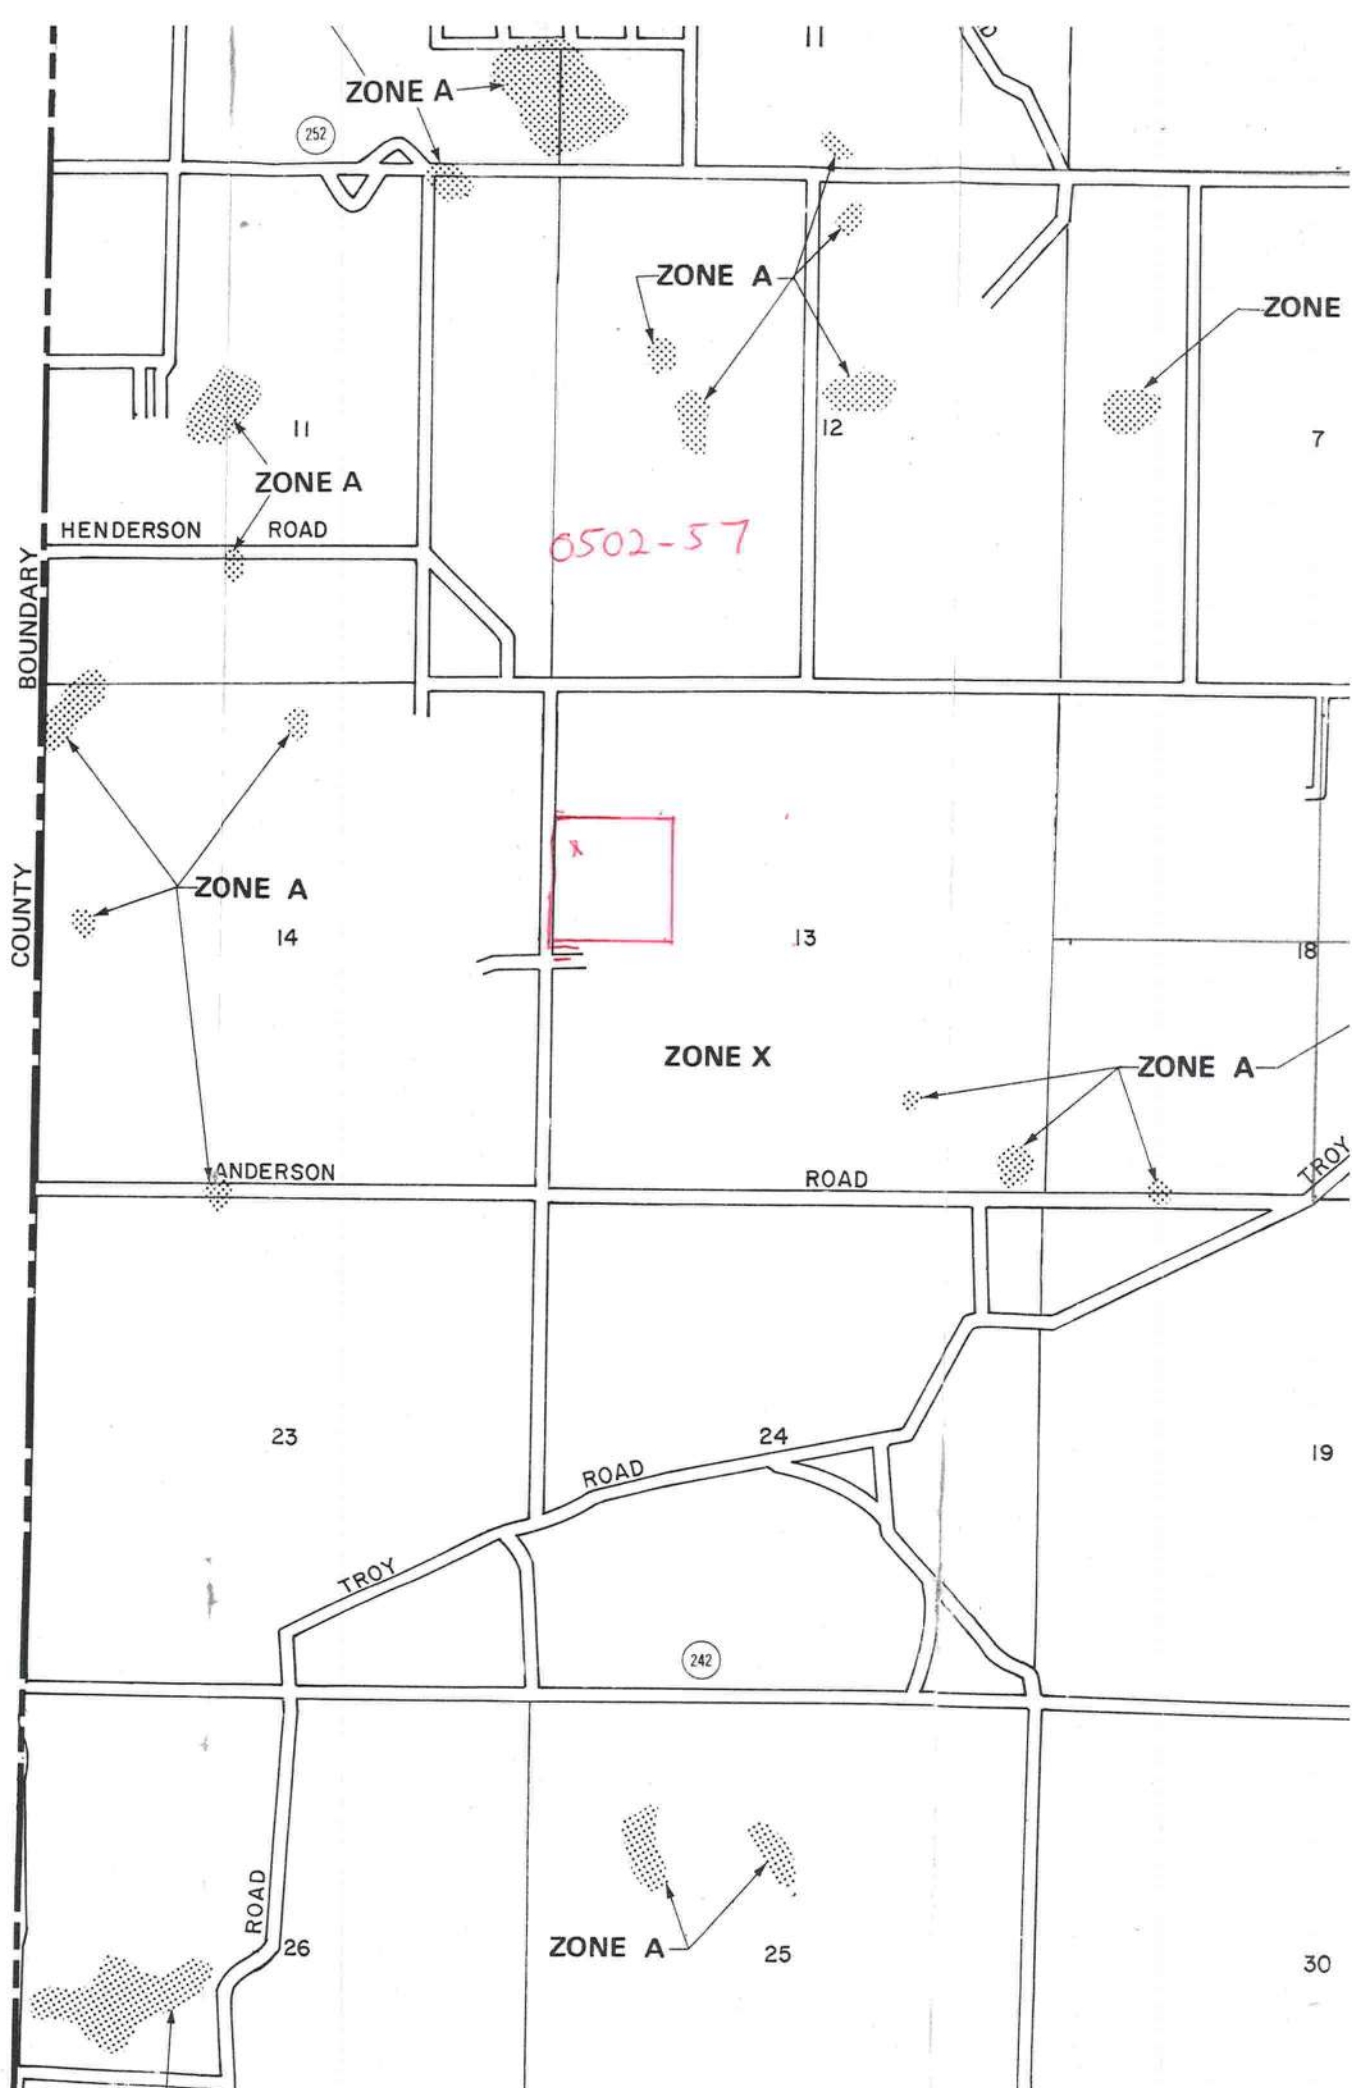 11
ZONE A
252
ZONE A
ZONE
11
12
7
ZONE A
HENDERSON ROAD
0502-57
BOUNDARY
COUNTY
X
ZONE A
14
13
18
ZONE X
ZONE A
ANDERSON ROAD
TROY
23
24
19
TROY ROAD
242
ROAD
26
ZONE A
25
30